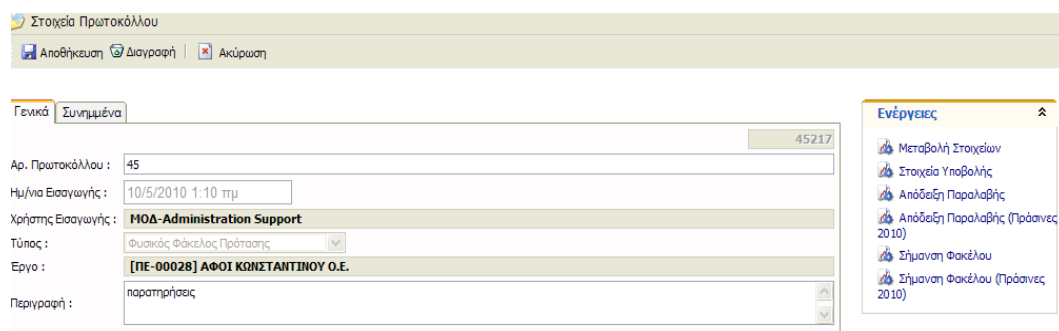 Στοιχεία Πρωτοκόλλου
Αποθήκευση Διαγραφή Ακύρωση
Γενικά Συνημμένα
45217
Αρ. Πρωτοκόλλου : 45
Ημ/νια Εισαγωγής : 10/5/2010 1:10 πμ
Χρήστης Εισαγωγής : ΜΟΔ-Administration Support
Τύπος : Φυσικός Φάκελος Πρότασης
Έργο : [ΠΕ-00028] ΑΦΟΙ ΚΩΝΣΤΑΝΤΙΝΟΥ Ο.Ε.
Περιγραφή : παρατηρήσεις
Ενέργειες
Μεταβολή Στοιχείων
Στοιχεία Υποβολής
Απόδειξη Παραλαβής
Απόδειξη Παραλαβής (Πράσινες
2010)
Σήμανση Φακέλου
Σήμανση Φακέλου (Πράσινες
2010)